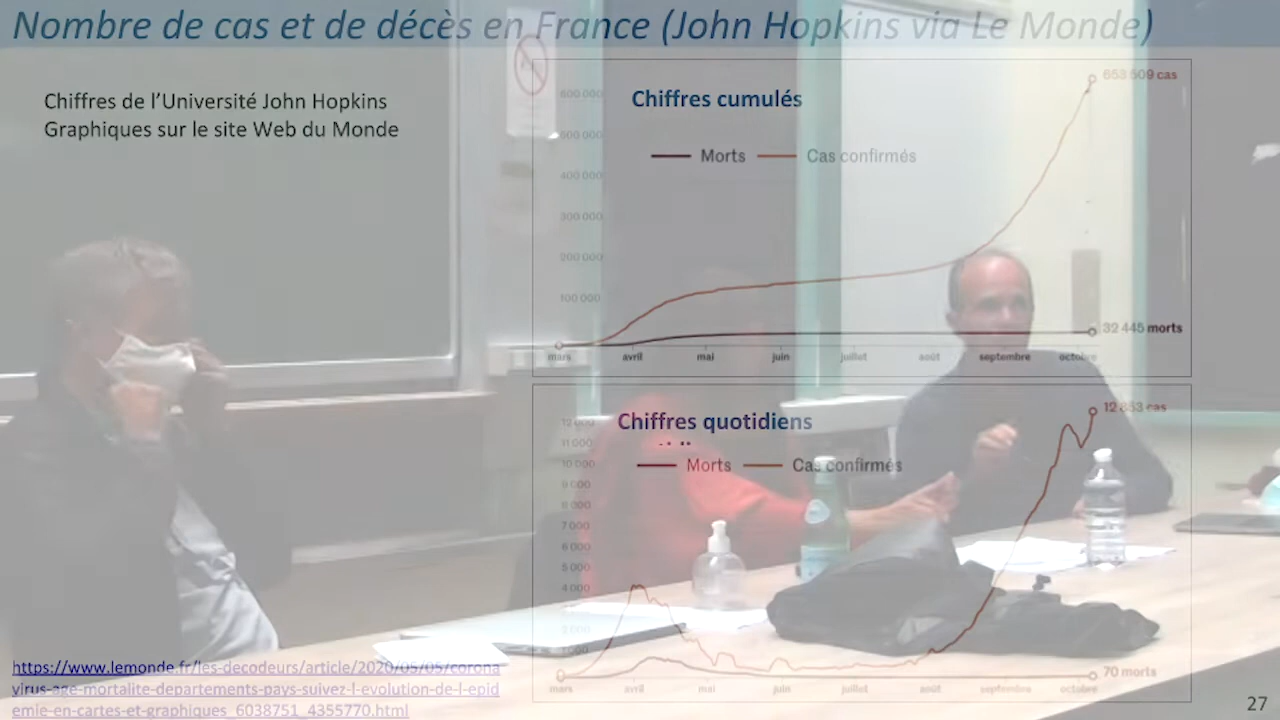 Nombre de cas et de décès en France (John Hopkins via Le Monde)
Chiffres de l'Université John Hopkins
Graphiques sur le site Web du Monde
Chiffres cumulés
Morts Cas confirmés
653 509 cas
600 000
500 000
400 000
300 000
200 000
100 000
32 445 morts
mars avril mai juin juillet août septembre octobre
Chiffres quotidiens
Morts Cas confirmés
12 853 cas
12 000
11 000
10 000
9 000
8 000
7 000
6 000
5 000
4 000
2 000
70 morts
mars avril mai juin juillet août septembre octobre
https://www.lemonde.fr/les-decodeurs/article/2020/05/05/corona
virus-age-mortalite-departements-pays-suivez-l-evolution-de-l-epid
emie-en-cartes-et-graphiques_6038751_4355770.html
27